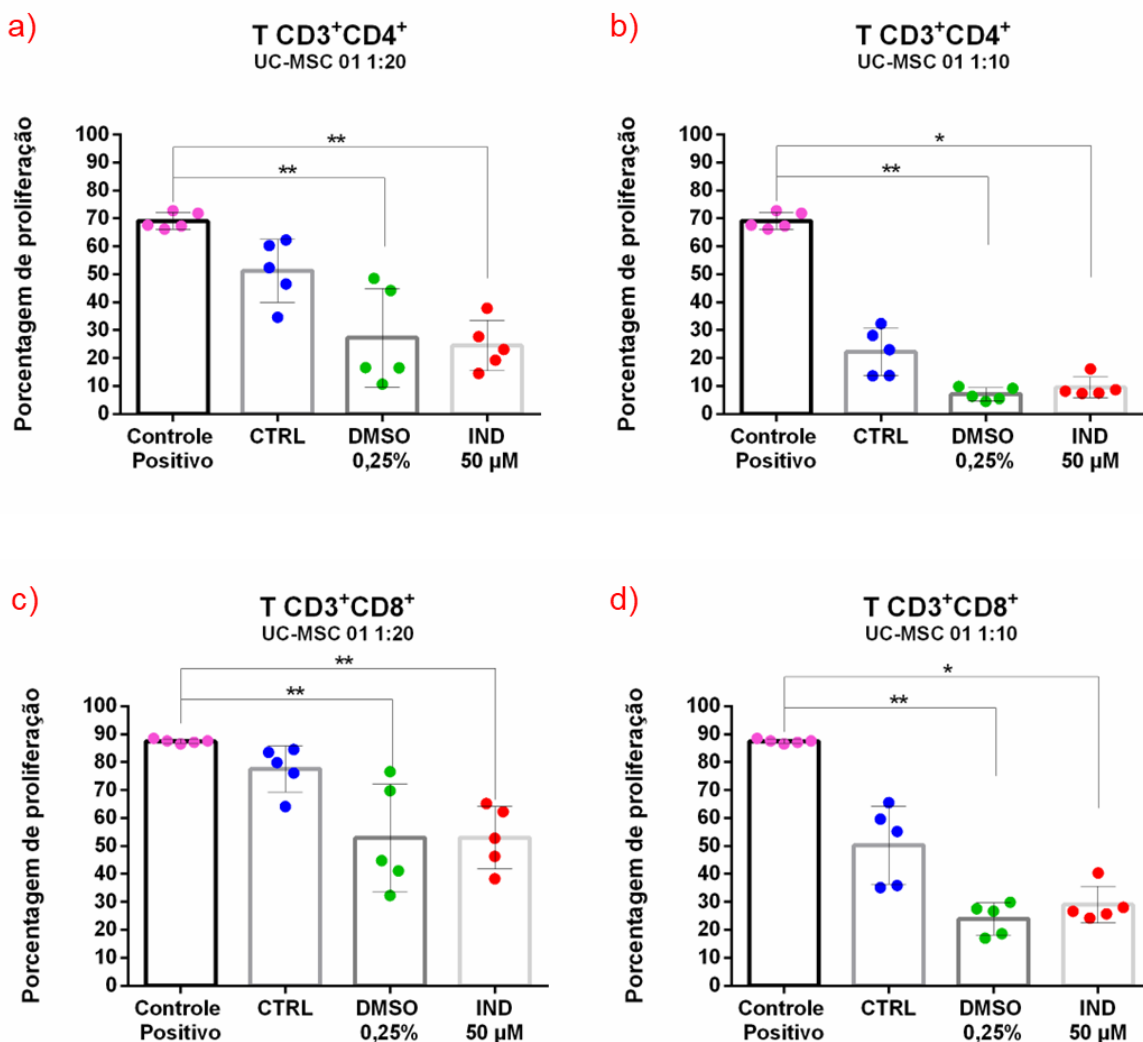 a)
T CD3⁺CD4⁺
UC-MSC 01 1:20
Porcentagem de proliferação
100
90
80
70
60
50
40
30
20
10
0
**
**
Controle
Positivo
CTRL
DMSO
0,25%
IND
50 µM
b)
T CD3⁺CD4⁺
UC-MSC 01 1:10
Porcentagem de proliferação
100
90
80
70
60
50
40
30
20
10
0
*
**
Controle
Positivo
CTRL
DMSO
0,25%
IND
50 µM
c)
T CD3⁺CD8⁺
UC-MSC 01 1:20
Porcentagem de proliferação
100
90
80
70
60
50
40
30
20
10
0
**
**
Controle
Positivo
CTRL
DMSO
0,25%
IND
50 µM
d)
T CD3⁺CD8⁺
UC-MSC 01 1:10
Porcentagem de proliferação
100
90
80
70
60
50
40
30
20
10
0
*
**
Controle
Positivo
CTRL
DMSO
0,25%
IND
50 µM